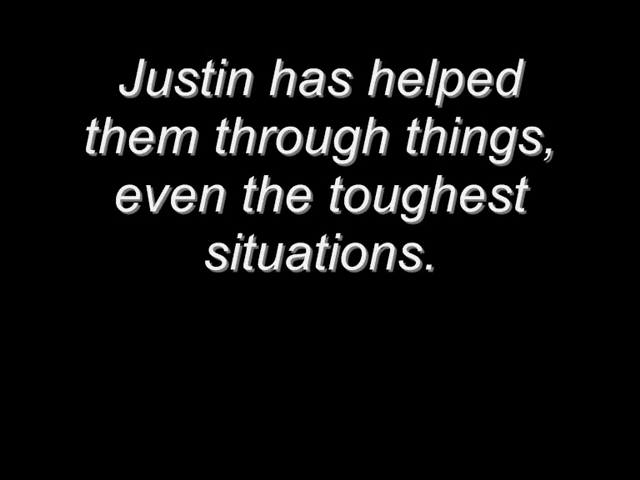 Justin has helped
them through things,
even the toughest
situations.